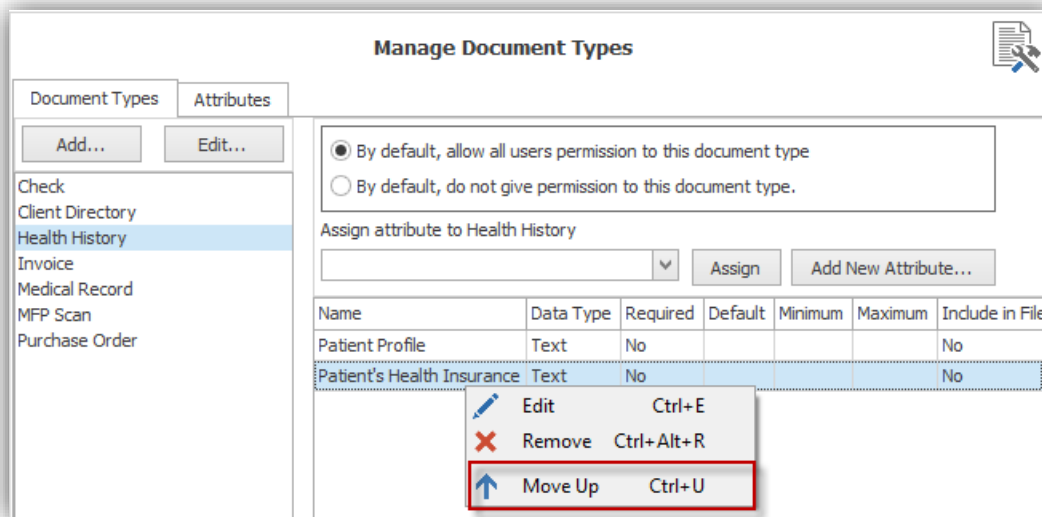 Manage Document Types
Document Types
Attributes
Add...
Edit...
Check
Client Directory
Health History
Invoice
Medical Record
MFP Scan
Purchase Order
By default, allow all users permission to this document type
By default, do not give permission to this document type.
Assign attribute to Health History
Assign
Add New Attribute...
Name Data Type Required Default Minimum Maximum Include in File
Patient Profile Text No No
Patient's Health Insurance Text No No
Edit Ctrl+E
Remove Ctrl+Alt+R
Move Up Ctrl+U